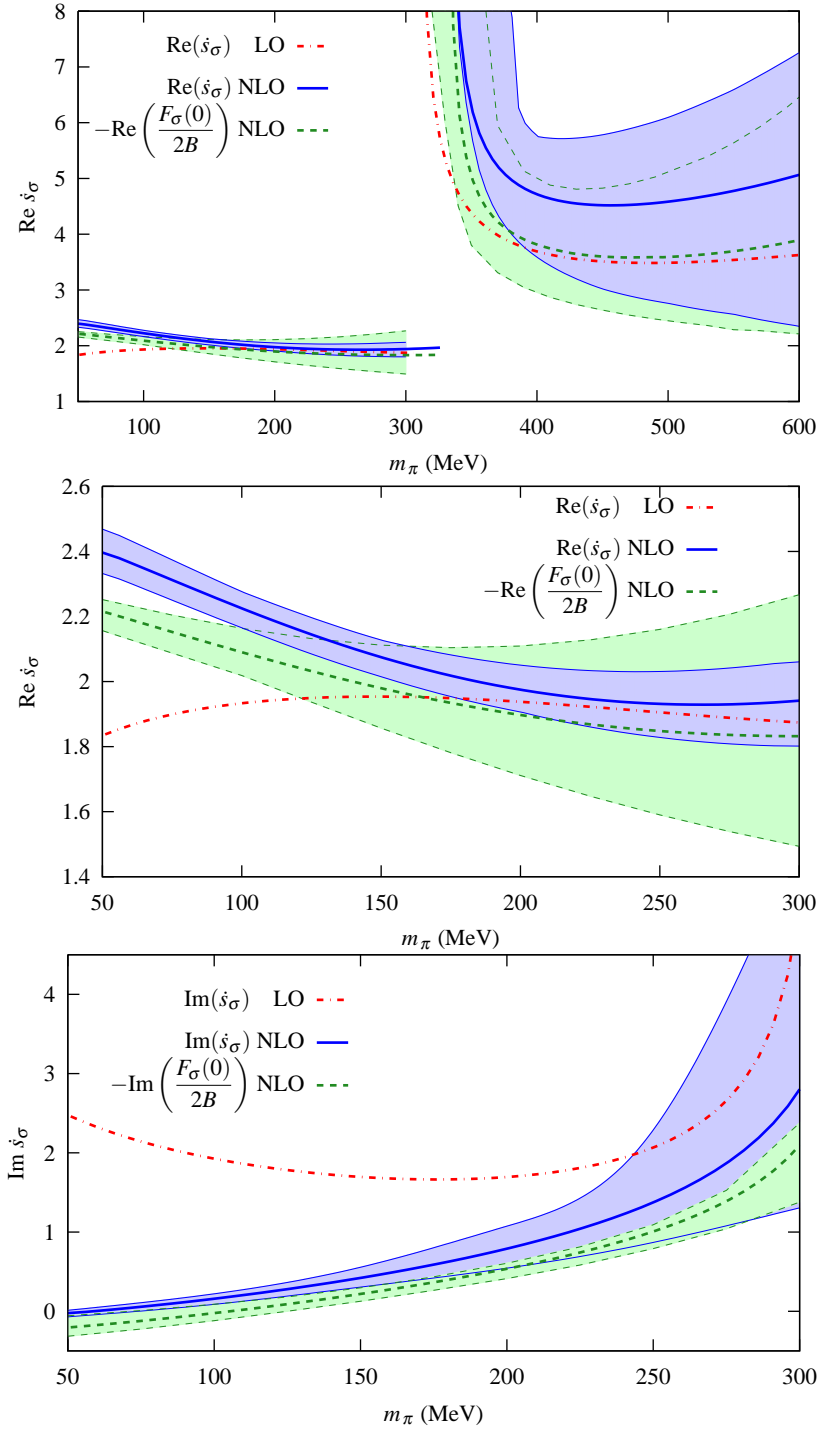 8
7
6
5
4
3
2
1
Re ṡσ
Re(ṡσ) LO
Re(ṡσ) NLO
−Re (Fσ(0)/2B) NLO
100 200 300 400 500 600
mπ (MeV)
2.6
2.4
2.2
2
1.8
1.6
1.4
Re ṡσ
Re(ṡσ) LO
Re(ṡσ) NLO
−Re (Fσ(0)/2B) NLO
50 100 150 200 250 300
mπ (MeV)
4
3
2
1
0
Im ṡσ
Im(ṡσ) LO
Im(ṡσ) NLO
−Im (Fσ(0)/2B) NLO
50 100 150 200 250 300
mπ (MeV)